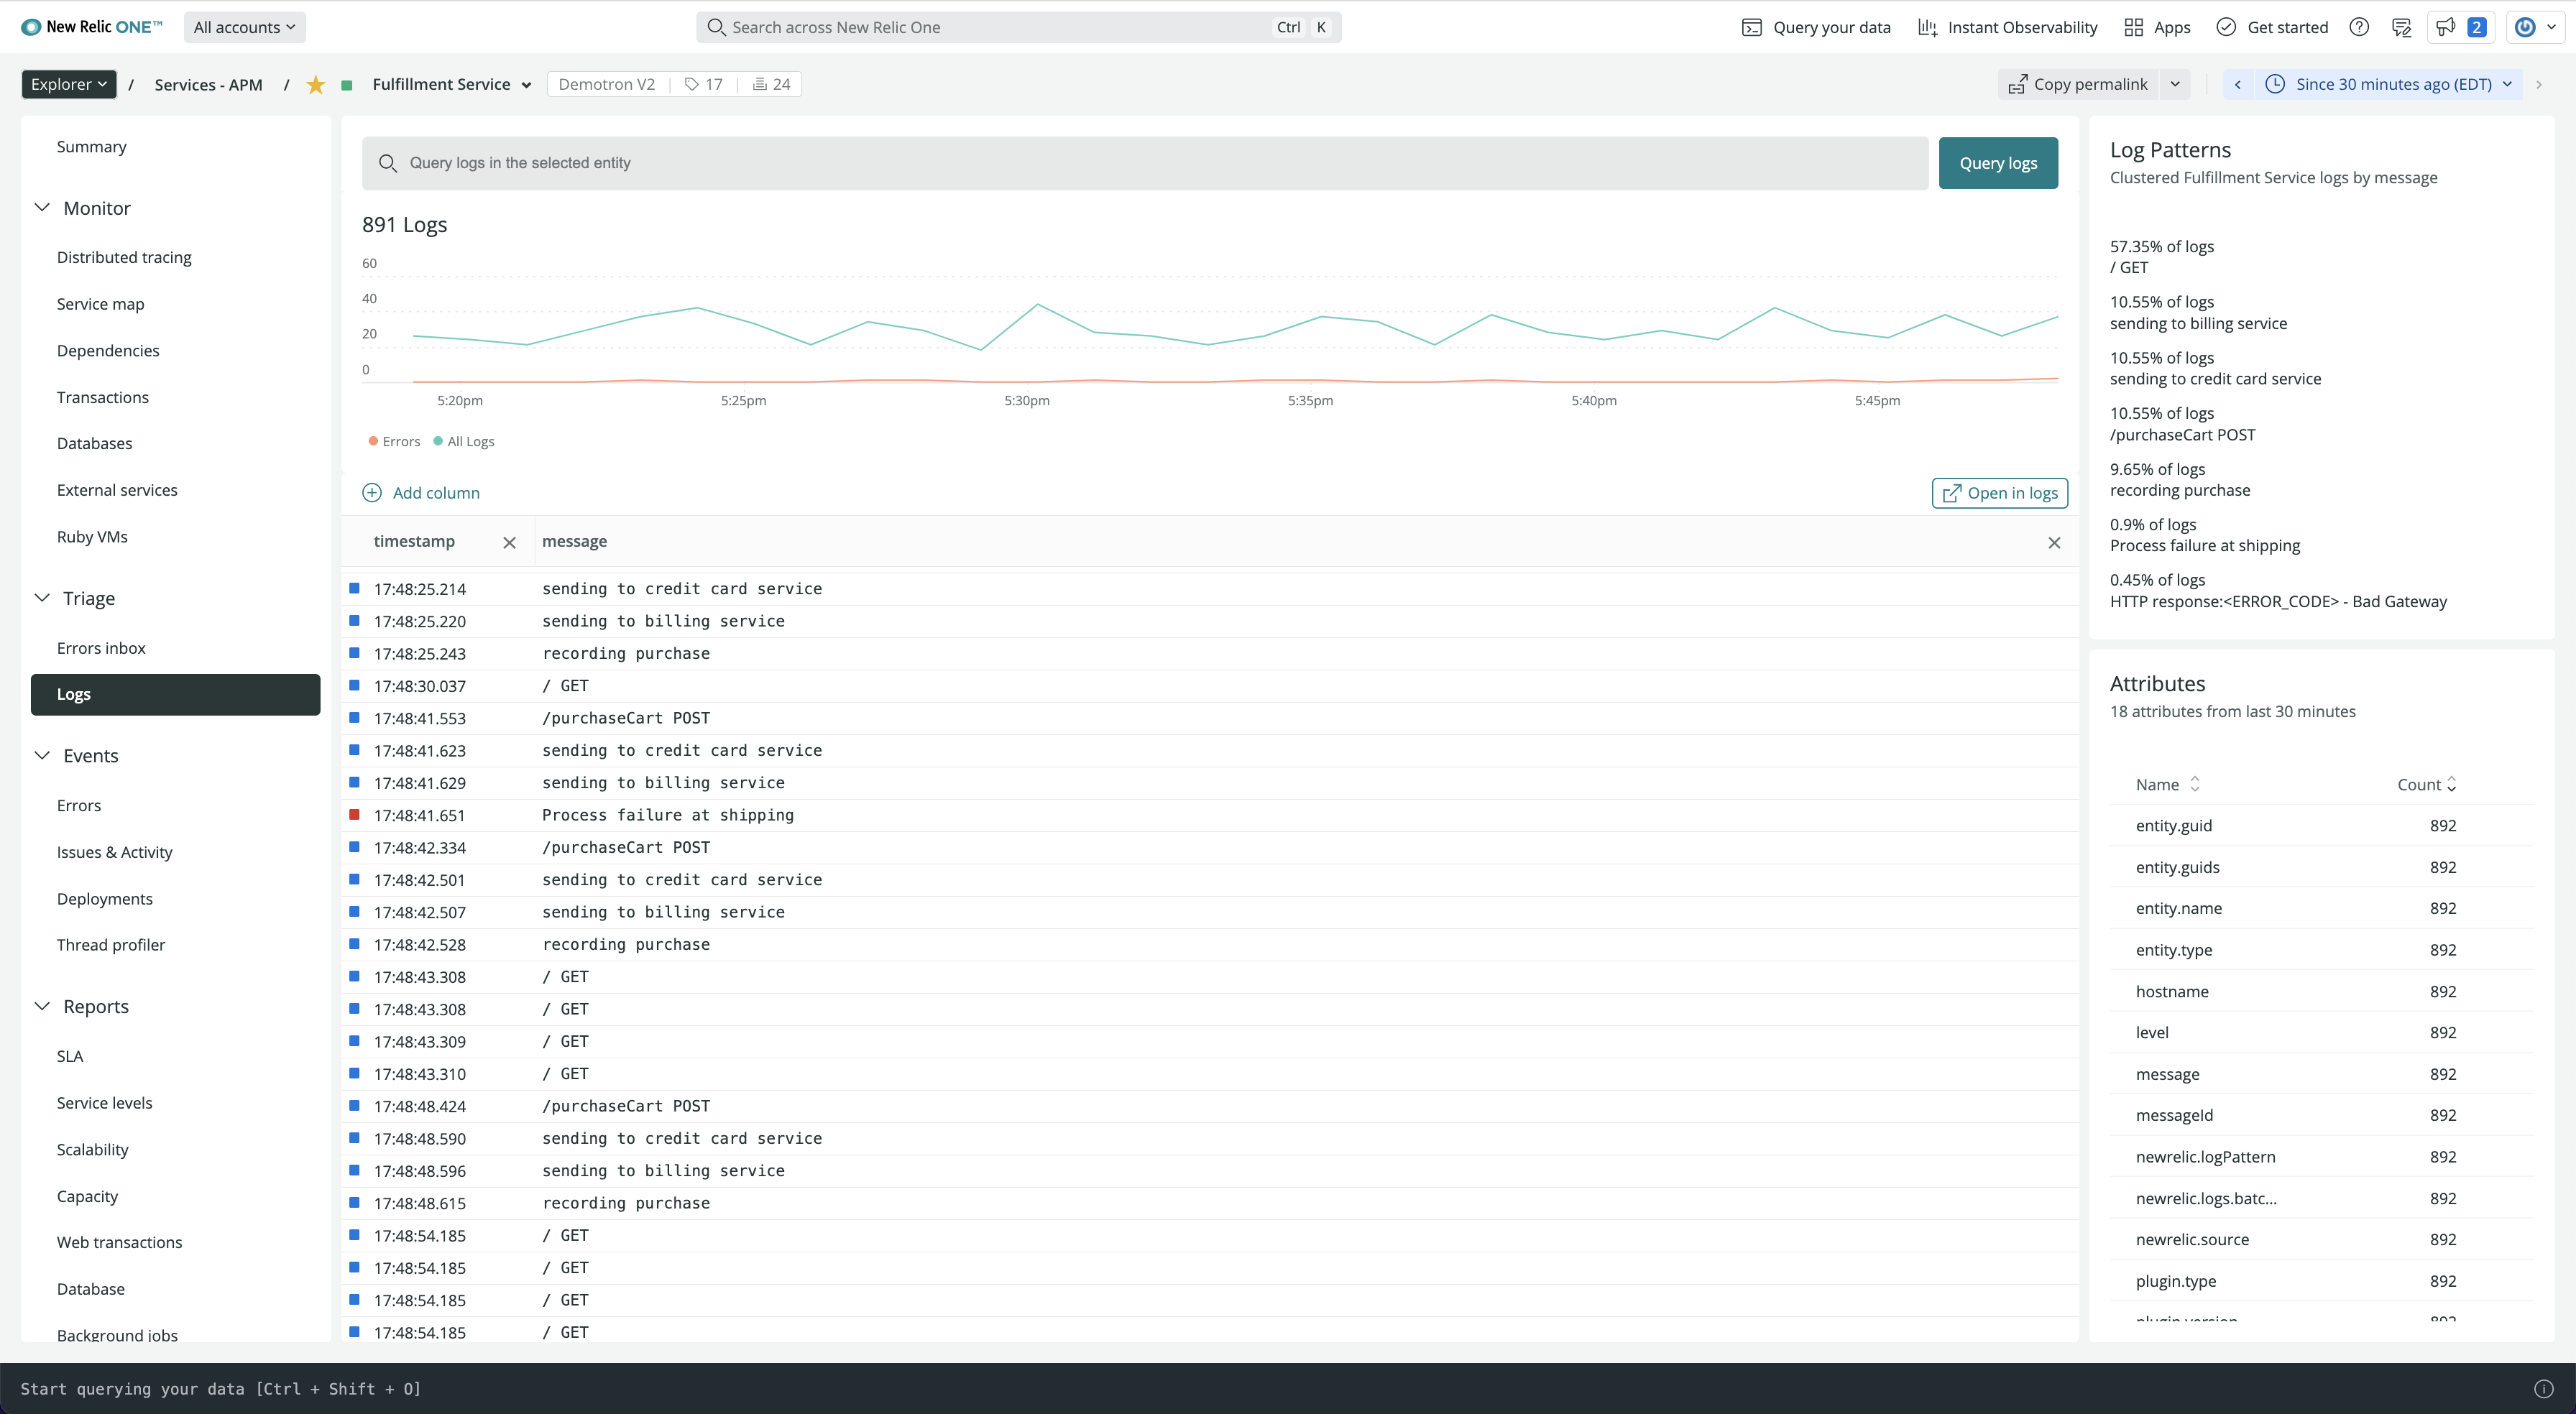 New Relic ONE™ All accounts Search across New Relic One Ctrl K Query your data Instant Observability Apps Get started 2
Explorer / Services - APM / Fulfillment Service Demotron V2 17 24 Copy permalink Since 30 minutes ago (EDT)
Summary
Monitor
Distributed tracing
Service map
Dependencies
Transactions
Databases
External services
Ruby VMs
Triage
Errors inbox
Logs
Events
Errors
Issues & Activity
Deployments
Thread profiler
Reports
SLA
Service levels
Scalability
Capacity
Web transactions
Database
Background jobs
Query logs in the selected entity Query logs
891 Logs
60
40
20
0
5:20pm 5:25pm 5:30pm 5:35pm 5:40pm 5:45pm
Errors All Logs
Add column Open in logs
timestamp message
17:48:25.214 sending to credit card service
17:48:25.220 sending to billing service
17:48:25.243 recording purchase
17:48:30.037 / GET
17:48:41.553 /purchaseCart POST
17:48:41.623 sending to credit card service
17:48:41.629 sending to billing service
17:48:41.651 Process failure at shipping
17:48:42.334 /purchaseCart POST
17:48:42.501 sending to credit card service
17:48:42.507 sending to billing service
17:48:42.528 recording purchase
17:48:43.308 / GET
17:48:43.308 / GET
17:48:43.309 / GET
17:48:43.310 / GET
17:48:48.424 /purchaseCart POST
17:48:48.590 sending to credit card service
17:48:48.596 sending to billing service
17:48:48.615 recording purchase
17:48:54.185 / GET
17:48:54.185 / GET
17:48:54.185 / GET
17:48:54.185 / GET
Log Patterns
Clustered Fulfillment Service logs by message
57.35% of logs
/ GET
10.55% of logs
sending to billing service
10.55% of logs
sending to credit card service
10.55% of logs
/purchaseCart POST
9.65% of logs
recording purchase
0.9% of logs
Process failure at shipping
0.45% of logs
HTTP response:<ERROR_CODE> - Bad Gateway
Attributes
18 attributes from last 30 minutes
Name Count
entity.guid 892
entity.guids 892
entity.name 892
entity.type 892
hostname 892
level 892
message 892
messageId 892
newrelic.logPattern 892
newrelic.logs.batc... 892
newrelic.source 892
plugin.type 892
plugin.version 892
Start querying your data [Ctrl + Shift + O]